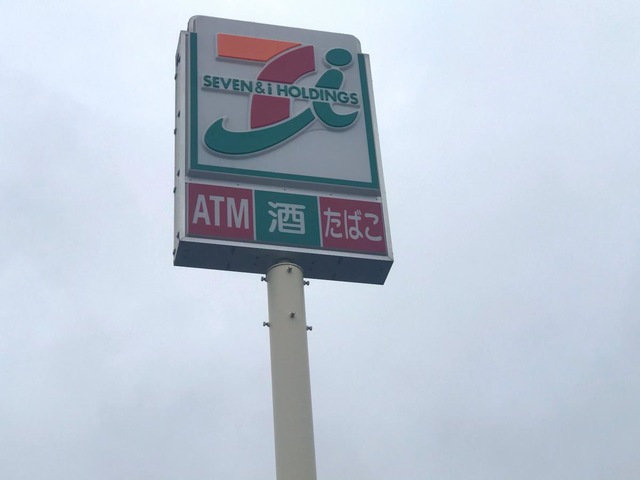 SEVEN & i HOLDINGS
ATM 酒 たばこ